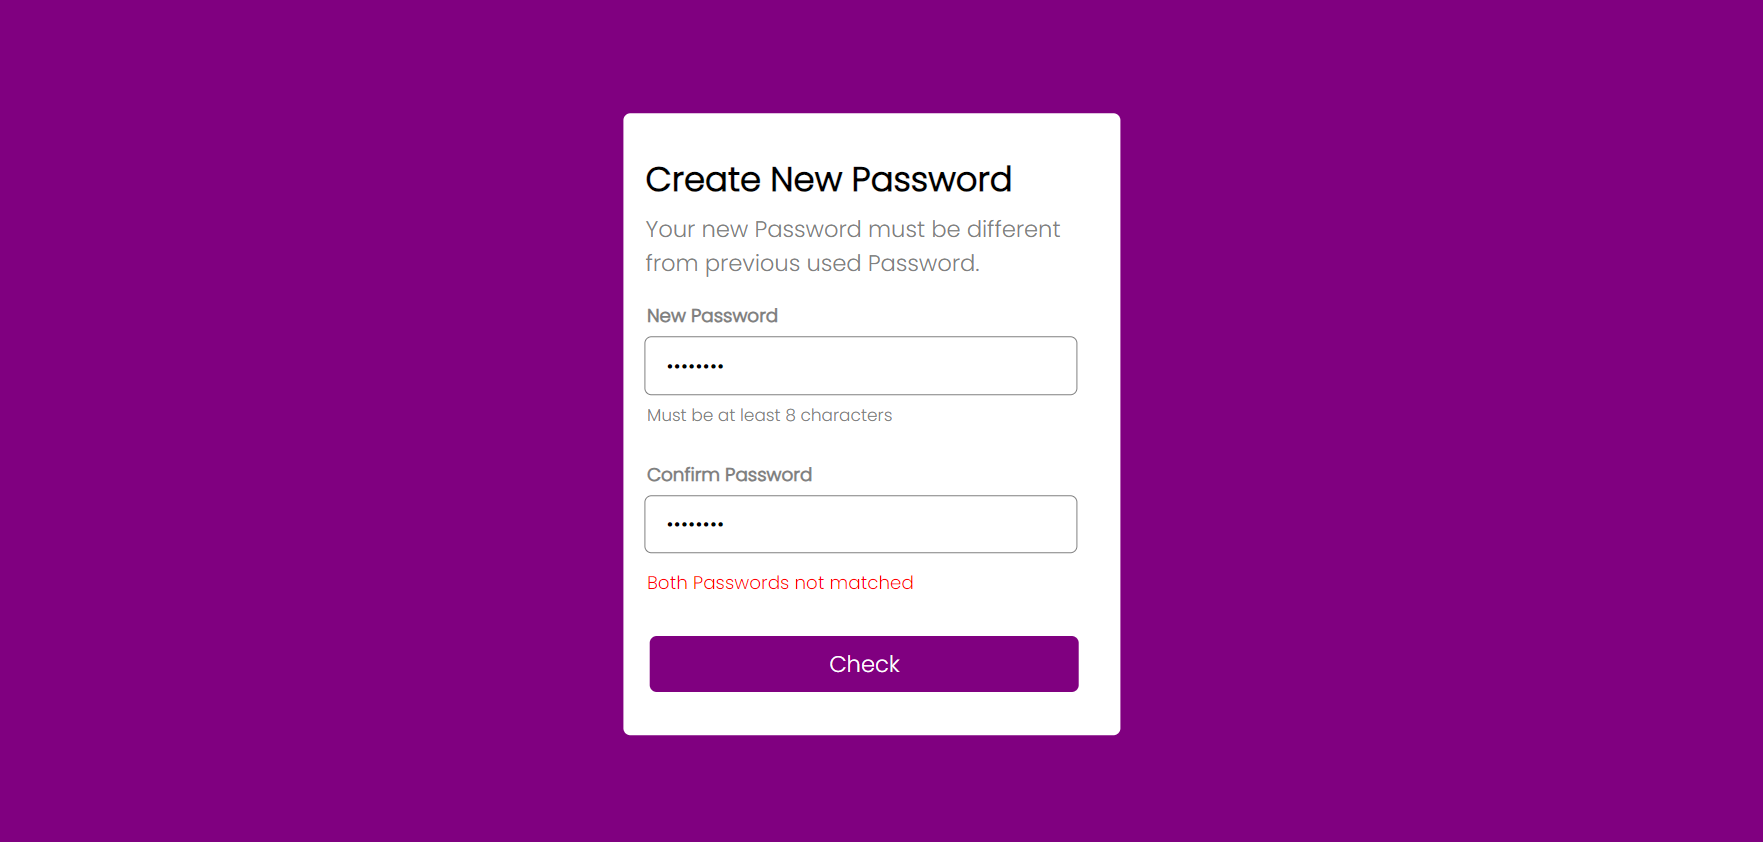 Create New Password
Your new Password must be different
from previous used Password.
New Password
••••••••
Must be at least 8 characters
Confirm Password
••••••••
Both Passwords not matched
Check